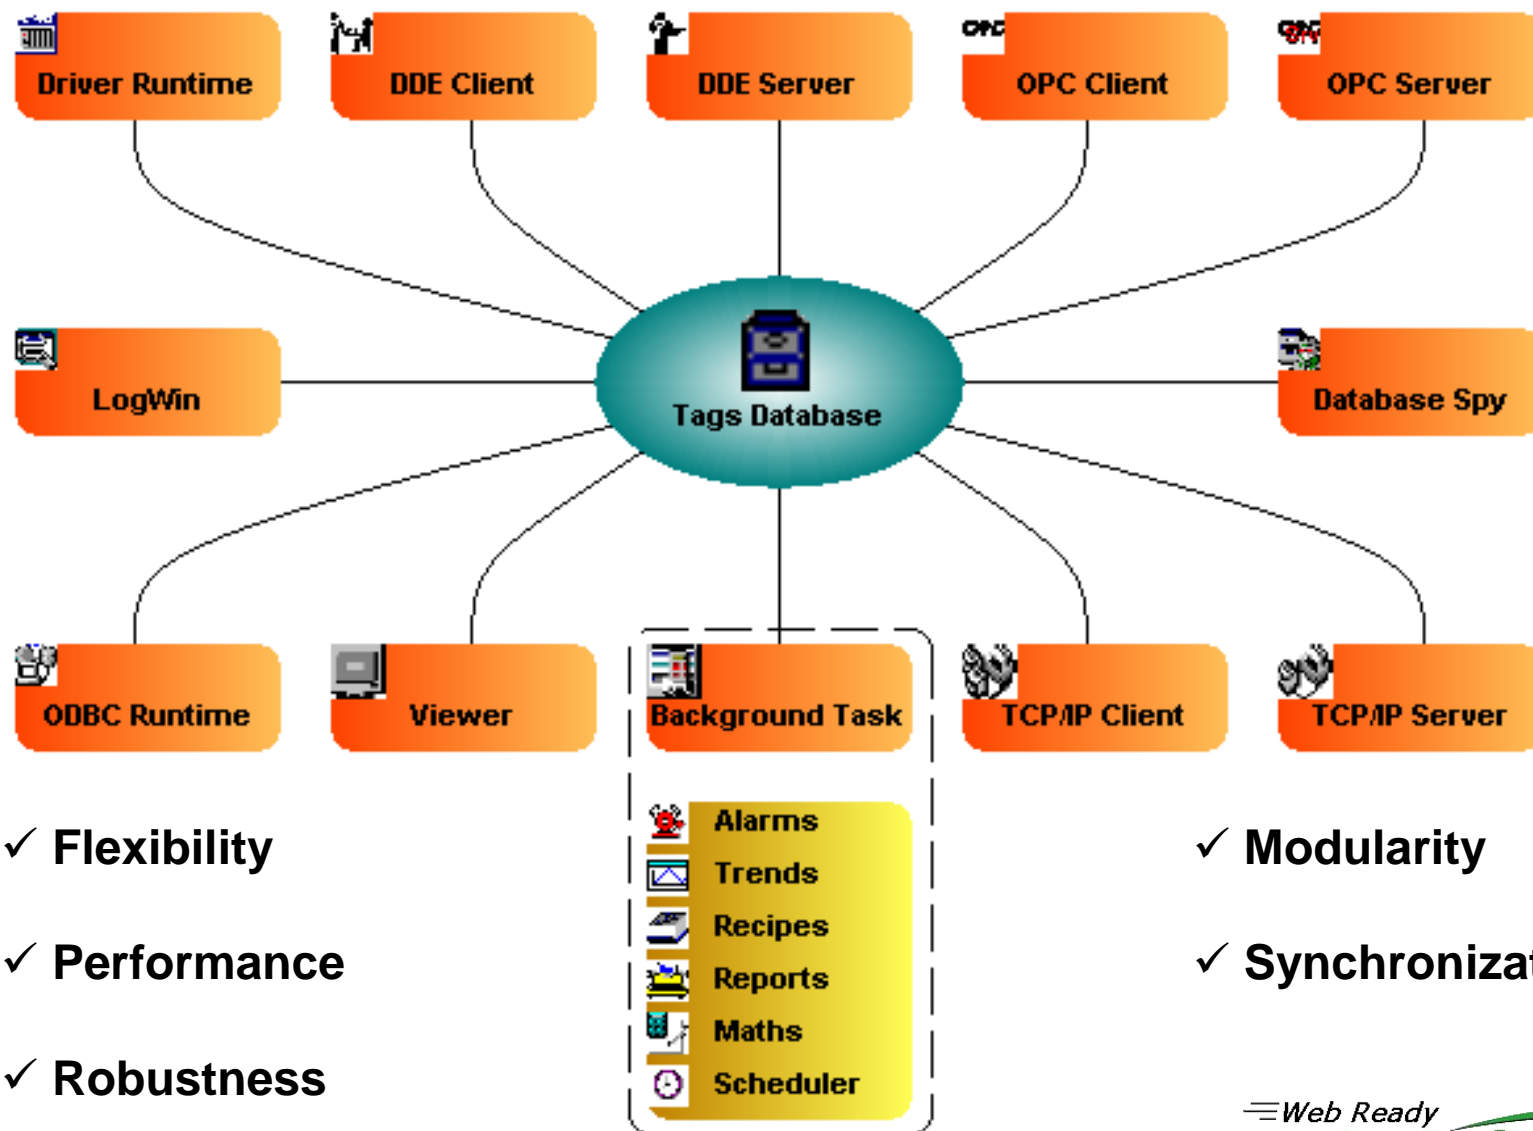 Driver Runtime
DDE Client
DDE Server
OPC Client
OPC Server
LogWin
Tags Database
Database Spy
ODBC Runtime
Viewer
Background Task
TCP/IP Client
TCP/IP Server
Alarms
Trends
Recipes
Reports
Maths
Scheduler
✓ Flexibility
✓ Performance
✓ Robustness
✓ Modularity
✓ Synchronizat
Web Ready